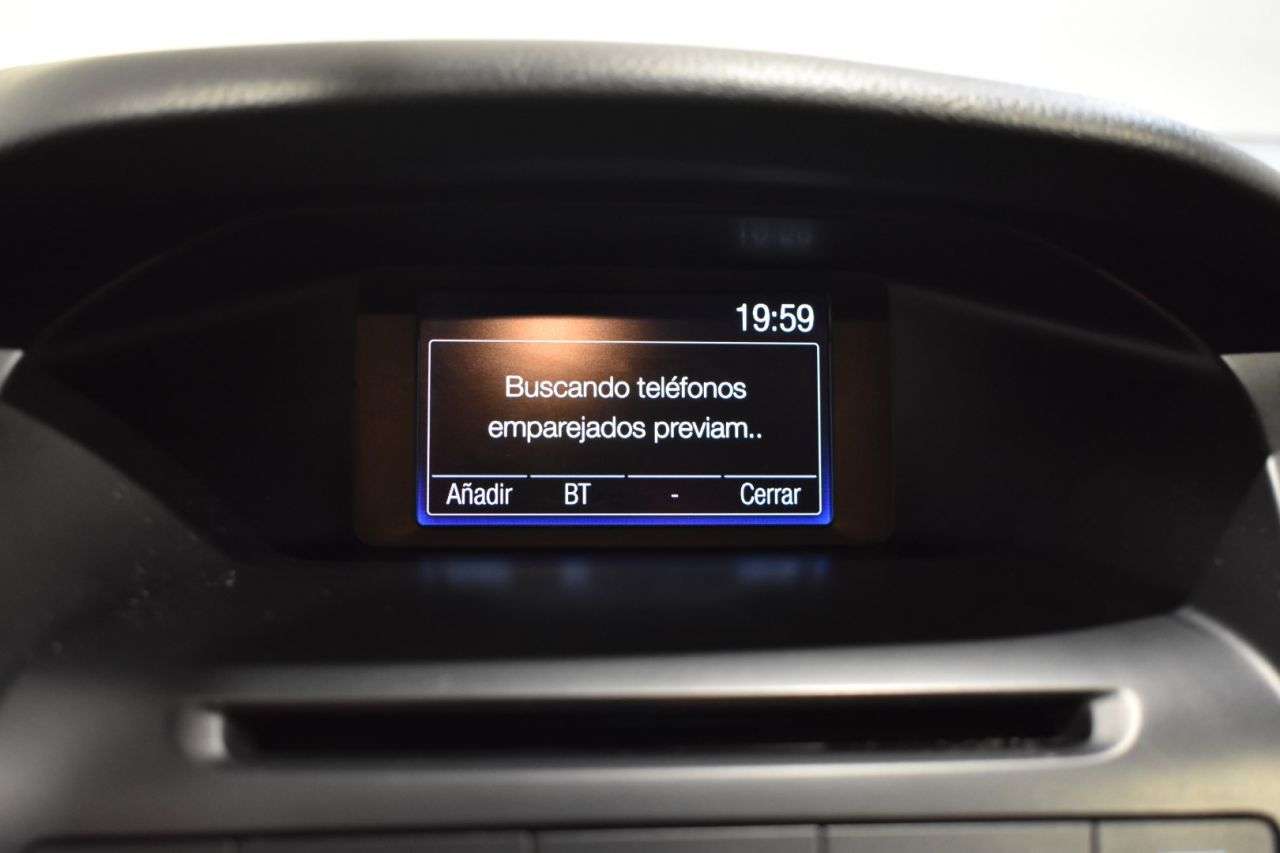 19:59
Buscando teléfonos
emparejados previam..
Añadir BT - Cerrar